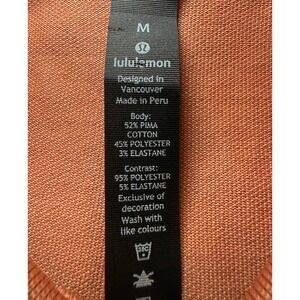 M
lululemon
Designed in
Vancouver
Made in Peru
Body:
52% PIMA
COTTON
45% POLYESTER
3% ELASTANE
Contrast:
95% POLYESTER
5% ELASTANE
Exclusive of
decoration
Wash with
like colours